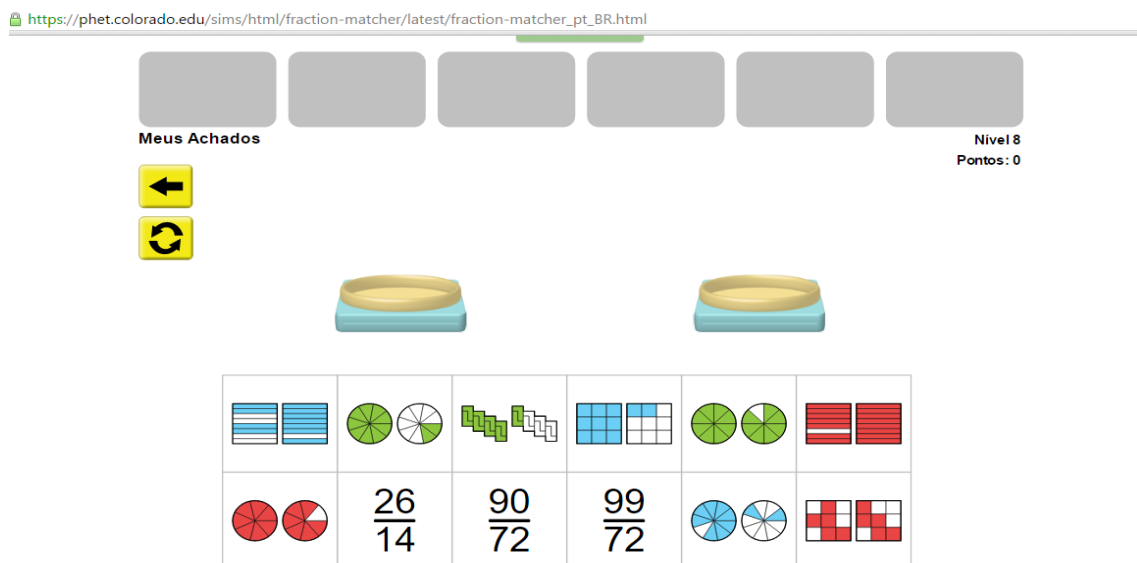 https://phet.colorado.edu/sims/html/fraction-matcher/latest/fraction-matcher_pt_BR.html
Meus Achados
Nível 8
Pontos: 0
26
14
90
72
99
72